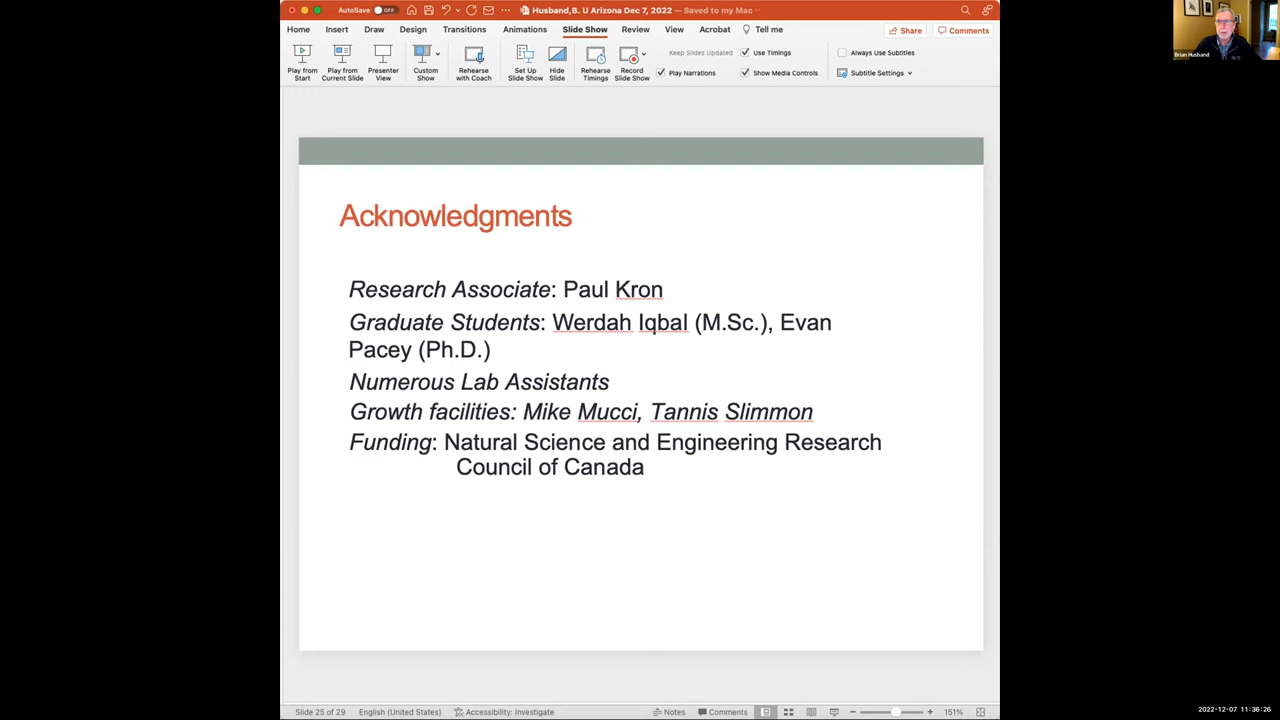 AutoSave OFF
Husband,B. U Arizona Dec 7, 2022 — Saved to my Mac
Home Insert Draw Design Transitions Animations Slide Show Review View Acrobat Tell me Share Comments
Play from Start
Play from Current Slide
Presenter View
Custom Show
Rehearse with Coach
Set Up Slide Show
Hide Slide
Rehearse Timings
Record Slide Show
Keep Slides Updated
Use Timings
Play Narrations
Show Media Controls
Always Use Subtitles
Subtitle Settings
Brian Husband
Acknowledgments
Research Associate: Paul Kron
Graduate Students: Werdah Iqbal (M.Sc.), Evan
Pacey (Ph.D.)
Numerous Lab Assistants
Growth facilities: Mike Mucci, Tannis Slimmon
Funding: Natural Science and Engineering Research
Council of Canada
Slide 25 of 29 English (United States) Accessibility: Investigate Notes Comments 151%
2022-12-07 11:36:26